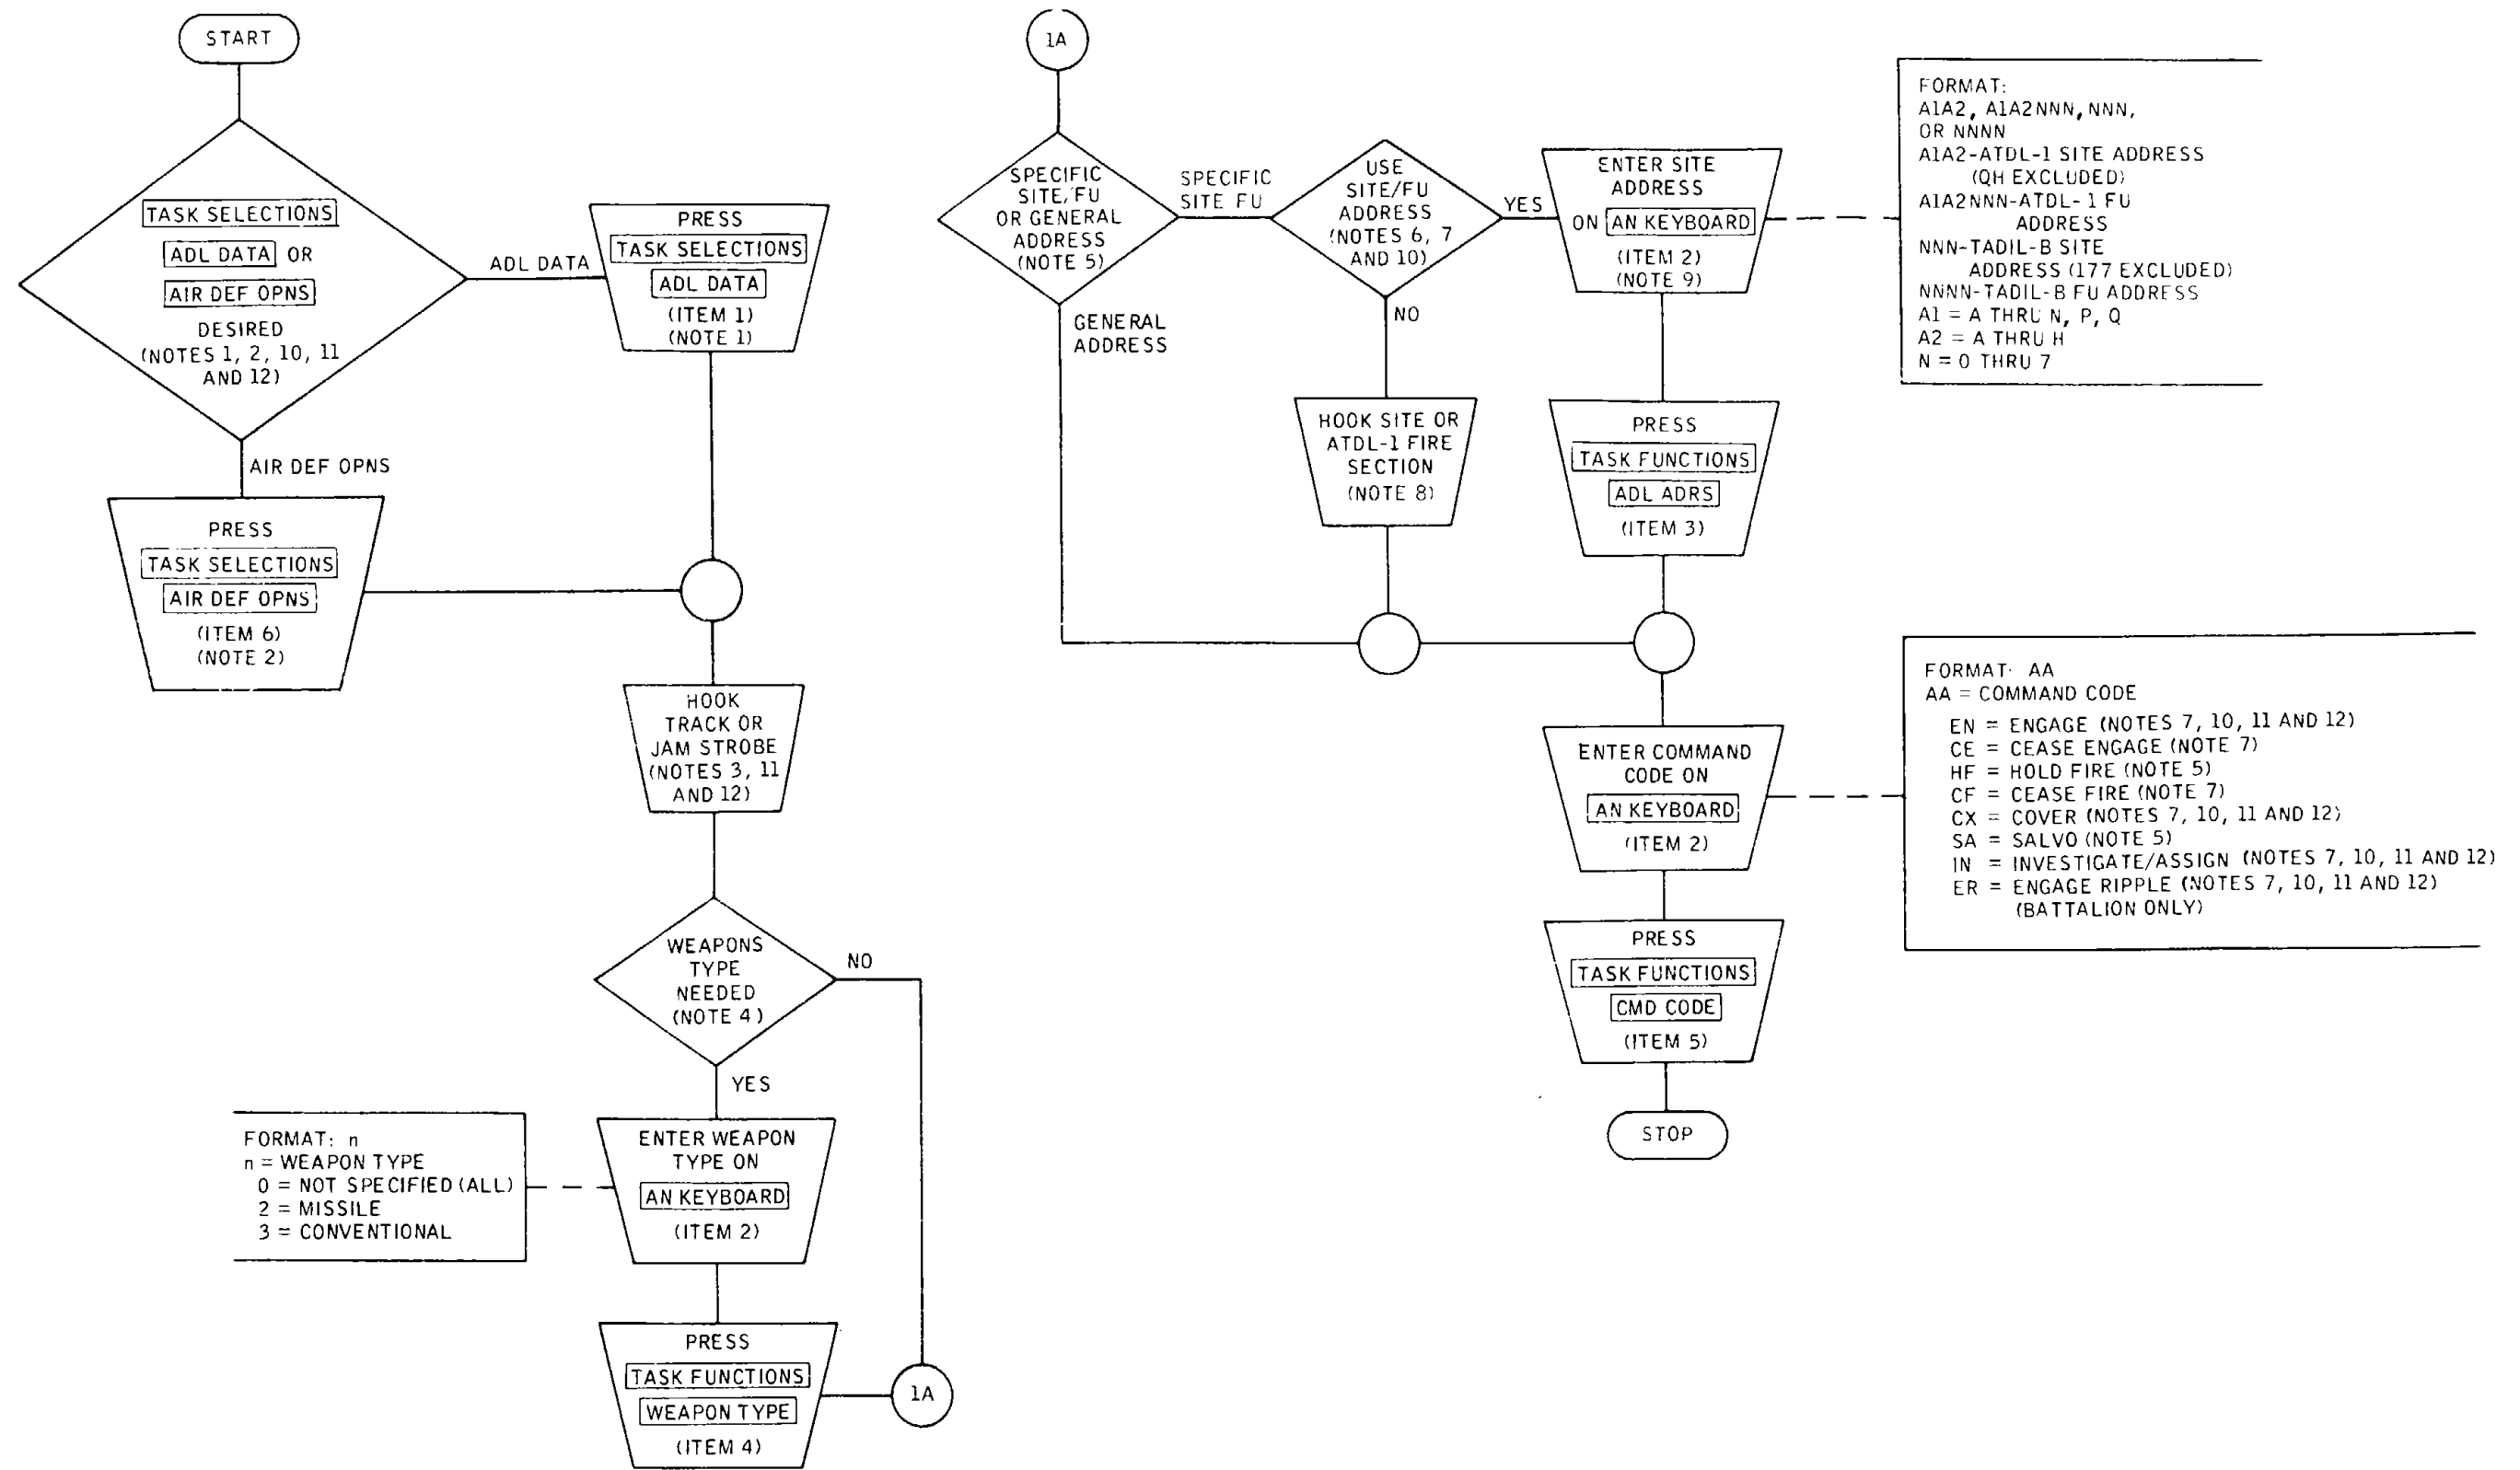 START
TASK SELECTIONS
ADL DATA OR
AIR DEF OPNS
DESIRED
(NOTES 1, 2, 10, 11
AND 12)
ADL DATA
PRESS
TASK SELECTIONS
ADL DATA
(ITEM 1)
(NOTE 1)
AIR DEF OPNS
PRESS
TASK SELECTIONS
AIR DEF OPNS
(ITEM 6)
(NOTE 2)
HOOK
TRACK OR
JAM STROBE
(NOTES 3, 11
AND 12)
WEAPONS
TYPE
NEEDED
(NOTE 4)
NO
YES
FORMAT: n
n = WEAPON TYPE
0 = NOT SPECIFIED (ALL)
2 = MISSILE
3 = CONVENTIONAL
ENTER WEAPON
TYPE ON
AN KEYBOARD
(ITEM 2)
PRESS
TASK FUNCTIONS
WEAPON TYPE
(ITEM 4)
1A
1A
SPECIFIC
SITE/FU
OR GENERAL
ADDRESS
(NOTE 5)
SPECIFIC
SITE FU
GENERAL
ADDRESS
USE
SITE/FU
ADDRESS
(NOTES 6, 7
AND 10)
YES
NO
HOOK SITE OR
ATDL-1 FIRE
SECTION
(NOTE 8)
ENTER SITE
ADDRESS
ON AN KEYBOARD
(ITEM 2)
(NOTE 9)
FORMAT:
A1A2, A1A2NNN, NNN,
OR NNNN
A1A2-ATDL-1 SITE ADDRESS
(QH EXCLUDED)
A1A2NNN-ATDL-1 FU
ADDRESS
NNN-TADIL-B SITE
ADDRESS (177 EXCLUDED)
NNNN-TADIL-B FU ADDRESS
A1 = A THRU N, P, Q
A2 = A THRU H
N = 0 THRU 7
PRESS
TASK FUNCTIONS
ADL ADRS
(ITEM 3)
ENTER COMMAND
CODE ON
AN KEYBOARD
(ITEM 2)
FORMAT: AA
AA = COMMAND CODE
EN = ENGAGE (NOTES 7, 10, 11 AND 12)
CE = CEASE ENGAGE (NOTE 7)
HF = HOLD FIRE (NOTE 5)
CF = CEASE FIRE (NOTE 7)
CX = COVER (NOTES 7, 10, 11 AND 12)
SA = SALVO (NOTE 5)
IN = INVESTIGATE/ASSIGN (NOTES 7, 10, 11 AND 12)
ER = ENGAGE RIPPLE (NOTES 7, 10, 11 AND 12)
(BATTALION ONLY)
PRESS
TASK FUNCTIONS
CMD CODE
(ITEM 5)
STOP